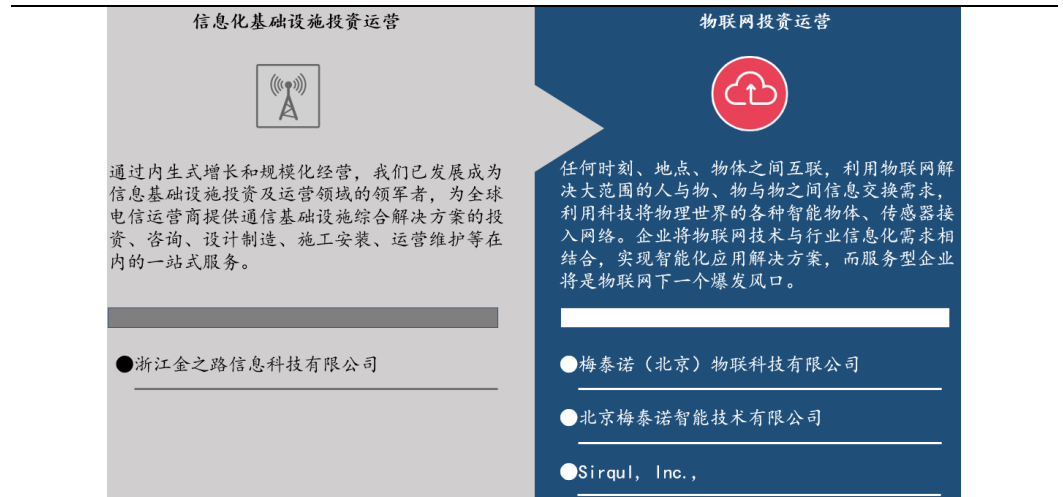 信息化基础设施投资运营
通过内生式增长和规模化经营，我们已发展成为
信息基础设施投资及运营领域的领军者，为全球
电信运营商提供通信基础设施综合解决方案的投
资、咨询、设计制造、施工安装、运营维护等在
内的一站式服务。
●浙江金之路信息科技有限公司
物联网投资运营
任何时刻、地点、物体之间互联，利用物联网解
决大范围的人与物、物与物之间信息交换需求，
利用科技将物理世界的各种智能物体、传感器接
入网络。企业将物联网技术与行业信息化需求相
结合，实现智能化应用解决方案，而服务型企业
将是物联网下一个爆发风口。
●梅泰诺（北京）物联科技有限公司
●北京梅泰诺智能技术有限公司
●Sirqul, Inc.,